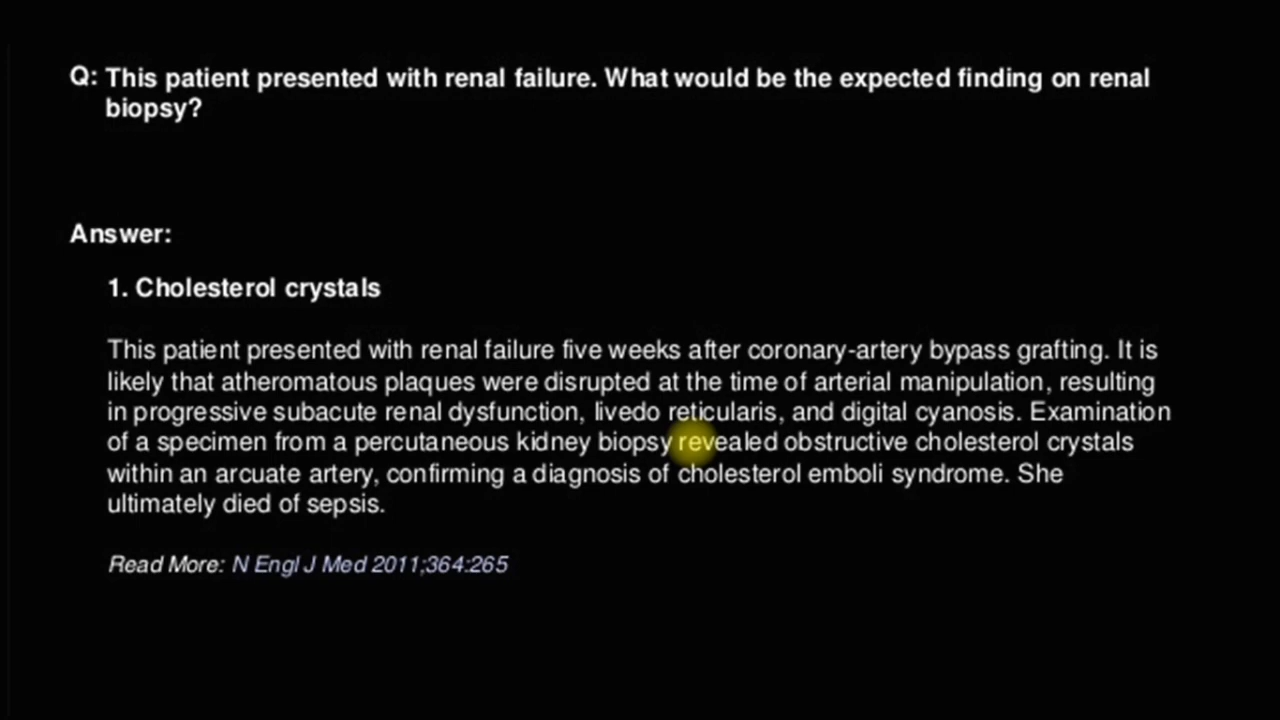 Q: This patient presented with renal failure. What would be the expected finding on renal
biopsy?
Answer:
1. Cholesterol crystals
This patient presented with renal failure five weeks after coronary-artery bypass grafting. It is
likely that atheromatous plaques were disrupted at the time of arterial manipulation, resulting
in progressive subacute renal dysfunction, livedo reticularis, and digital cyanosis. Examination
of a specimen from a percutaneous kidney biopsy revealed obstructive cholesterol crystals
within an arcuate artery, confirming a diagnosis of cholesterol emboli syndrome. She
ultimately died of sepsis.
Read More: N Engl J Med 2011;364:265